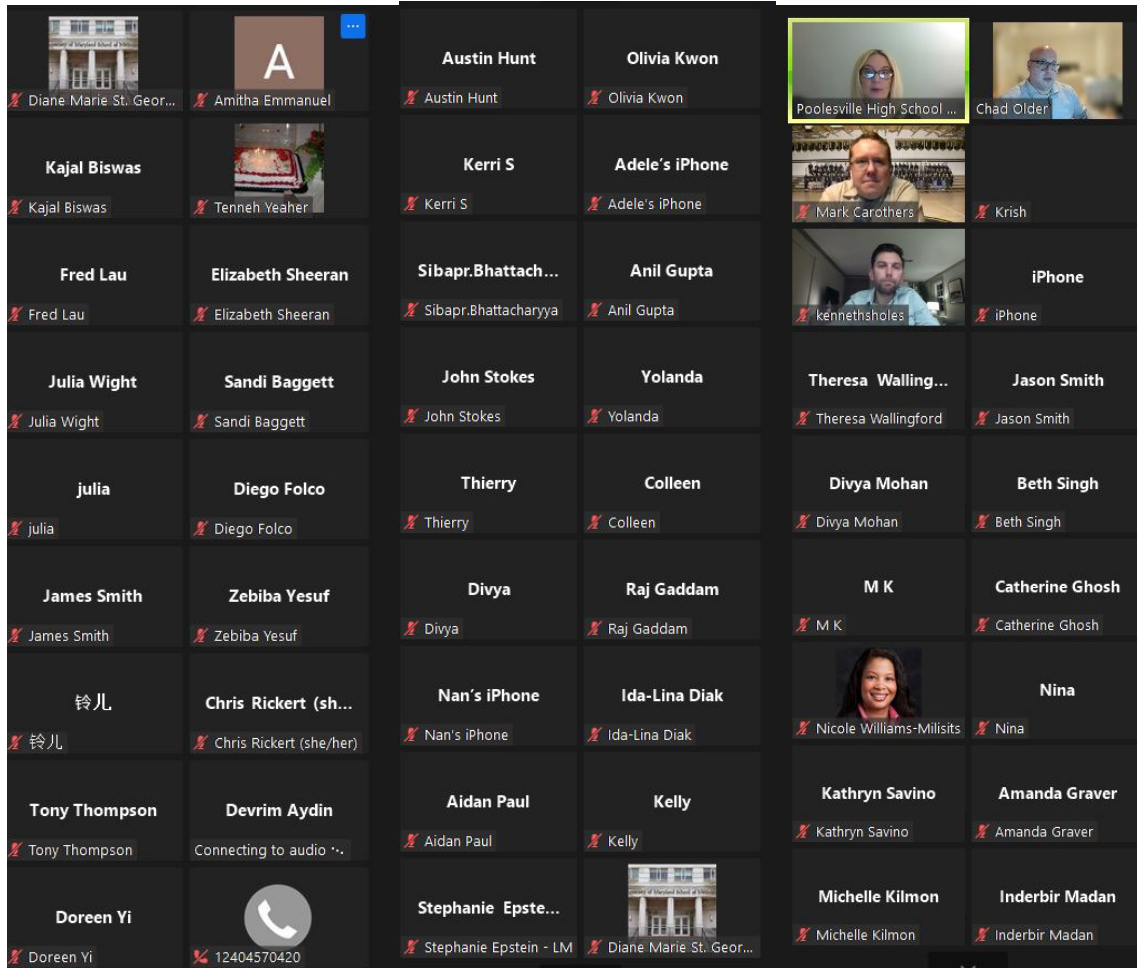 Diane Marie St. Geor...
A
Amitha Emmanuel
Kajal Biswas
Kajal Biswas
Tenneh Yeaher
Fred Lau
Fred Lau
Elizabeth Sheeran
Elizabeth Sheeran
Julia Wight
Julia Wight
Sandi Baggett
Sandi Baggett
julia
julia
Diego Folco
Diego Folco
James Smith
James Smith
Zebiba Yesuf
Zebiba Yesuf
铃儿
铃儿
Chris Rickert (sh...
Chris Rickert (she/her)
Tony Thompson
Tony Thompson
Devrim Aydin
Connecting to audio
Doreen Yi
Doreen Yi
12404570420
Austin Hunt
Austin Hunt
Olivia Kwon
Olivia Kwon
Kerri S
Kerri S
Adele's iPhone
Adele's iPhone
Sibapr.Bhattach...
Sibapr.Bhattacharyya
Anil Gupta
Anil Gupta
John Stokes
John Stokes
Yolanda
Yolanda
Thierry
Thierry
Colleen
Colleen
Divya
Divya
Raj Gaddam
Raj Gaddam
Nan's iPhone
Nan's iPhone
Ida-Lina Diak
Ida-Lina Diak
Aidan Paul
Aidan Paul
Kelly
Kelly
Stephanie Epste...
Stephanie Epstein - LM
Diane Marie St. Geor...
Poolesville High School ...
Chad Older
Mark Carothers
Krish
kennethsholes
iPhone
iPhone
Theresa Walling...
Theresa Wallingford
Jason Smith
Jason Smith
Divya Mohan
Divya Mohan
Beth Singh
Beth Singh
M K
M K
Catherine Ghosh
Catherine Ghosh
Nicole Williams-Milisits
Nina
Nina
Kathryn Savino
Kathryn Savino
Amanda Graver
Amanda Graver
Michelle Kilmon
Michelle Kilmon
Inderbir Madan
Inderbir Madan